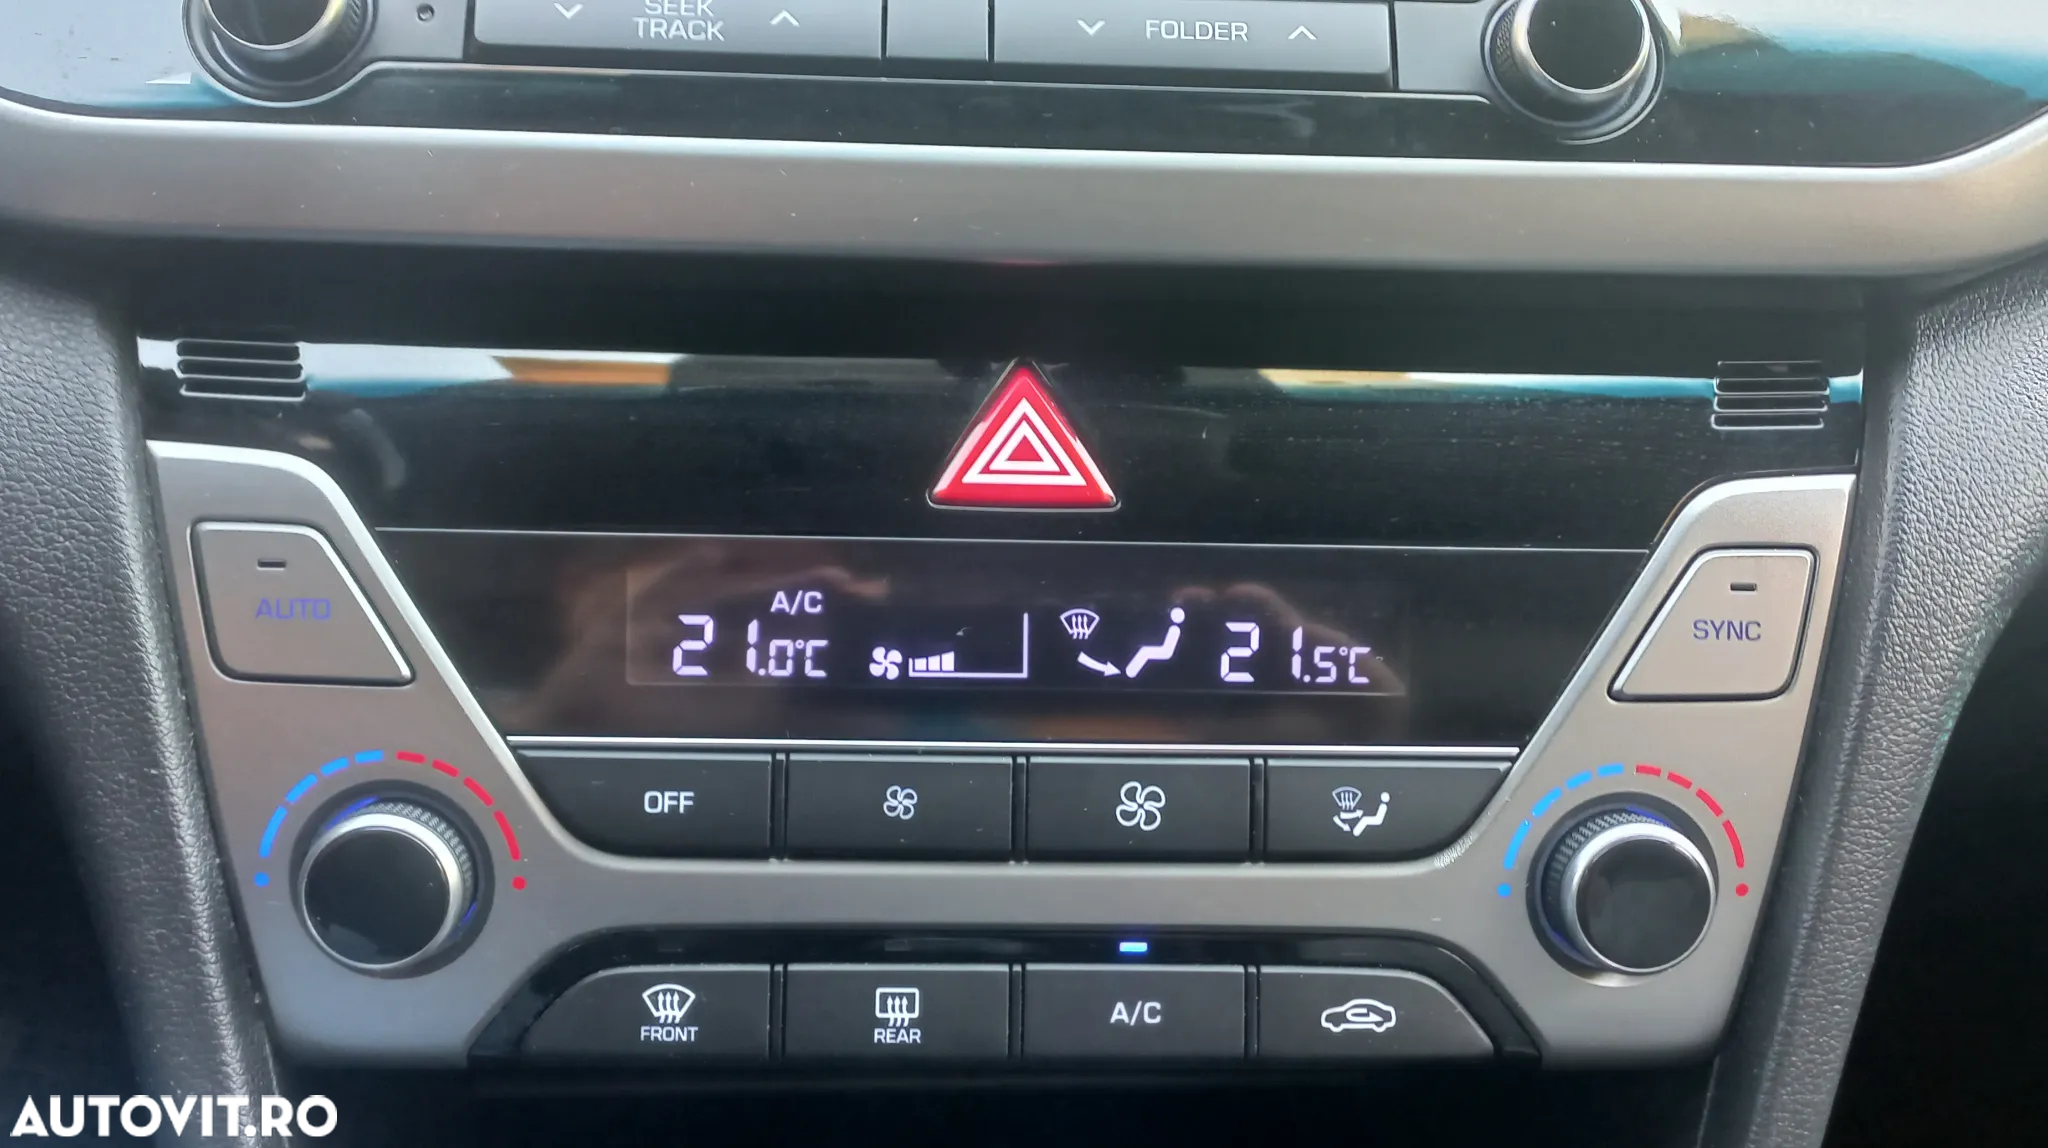 SEEK
TRACK
FOLDER
AUTO
A/C
21.0°C
21.5°C
SYNC
OFF
FRONT
REAR
A/C
AUTOVIT.RO